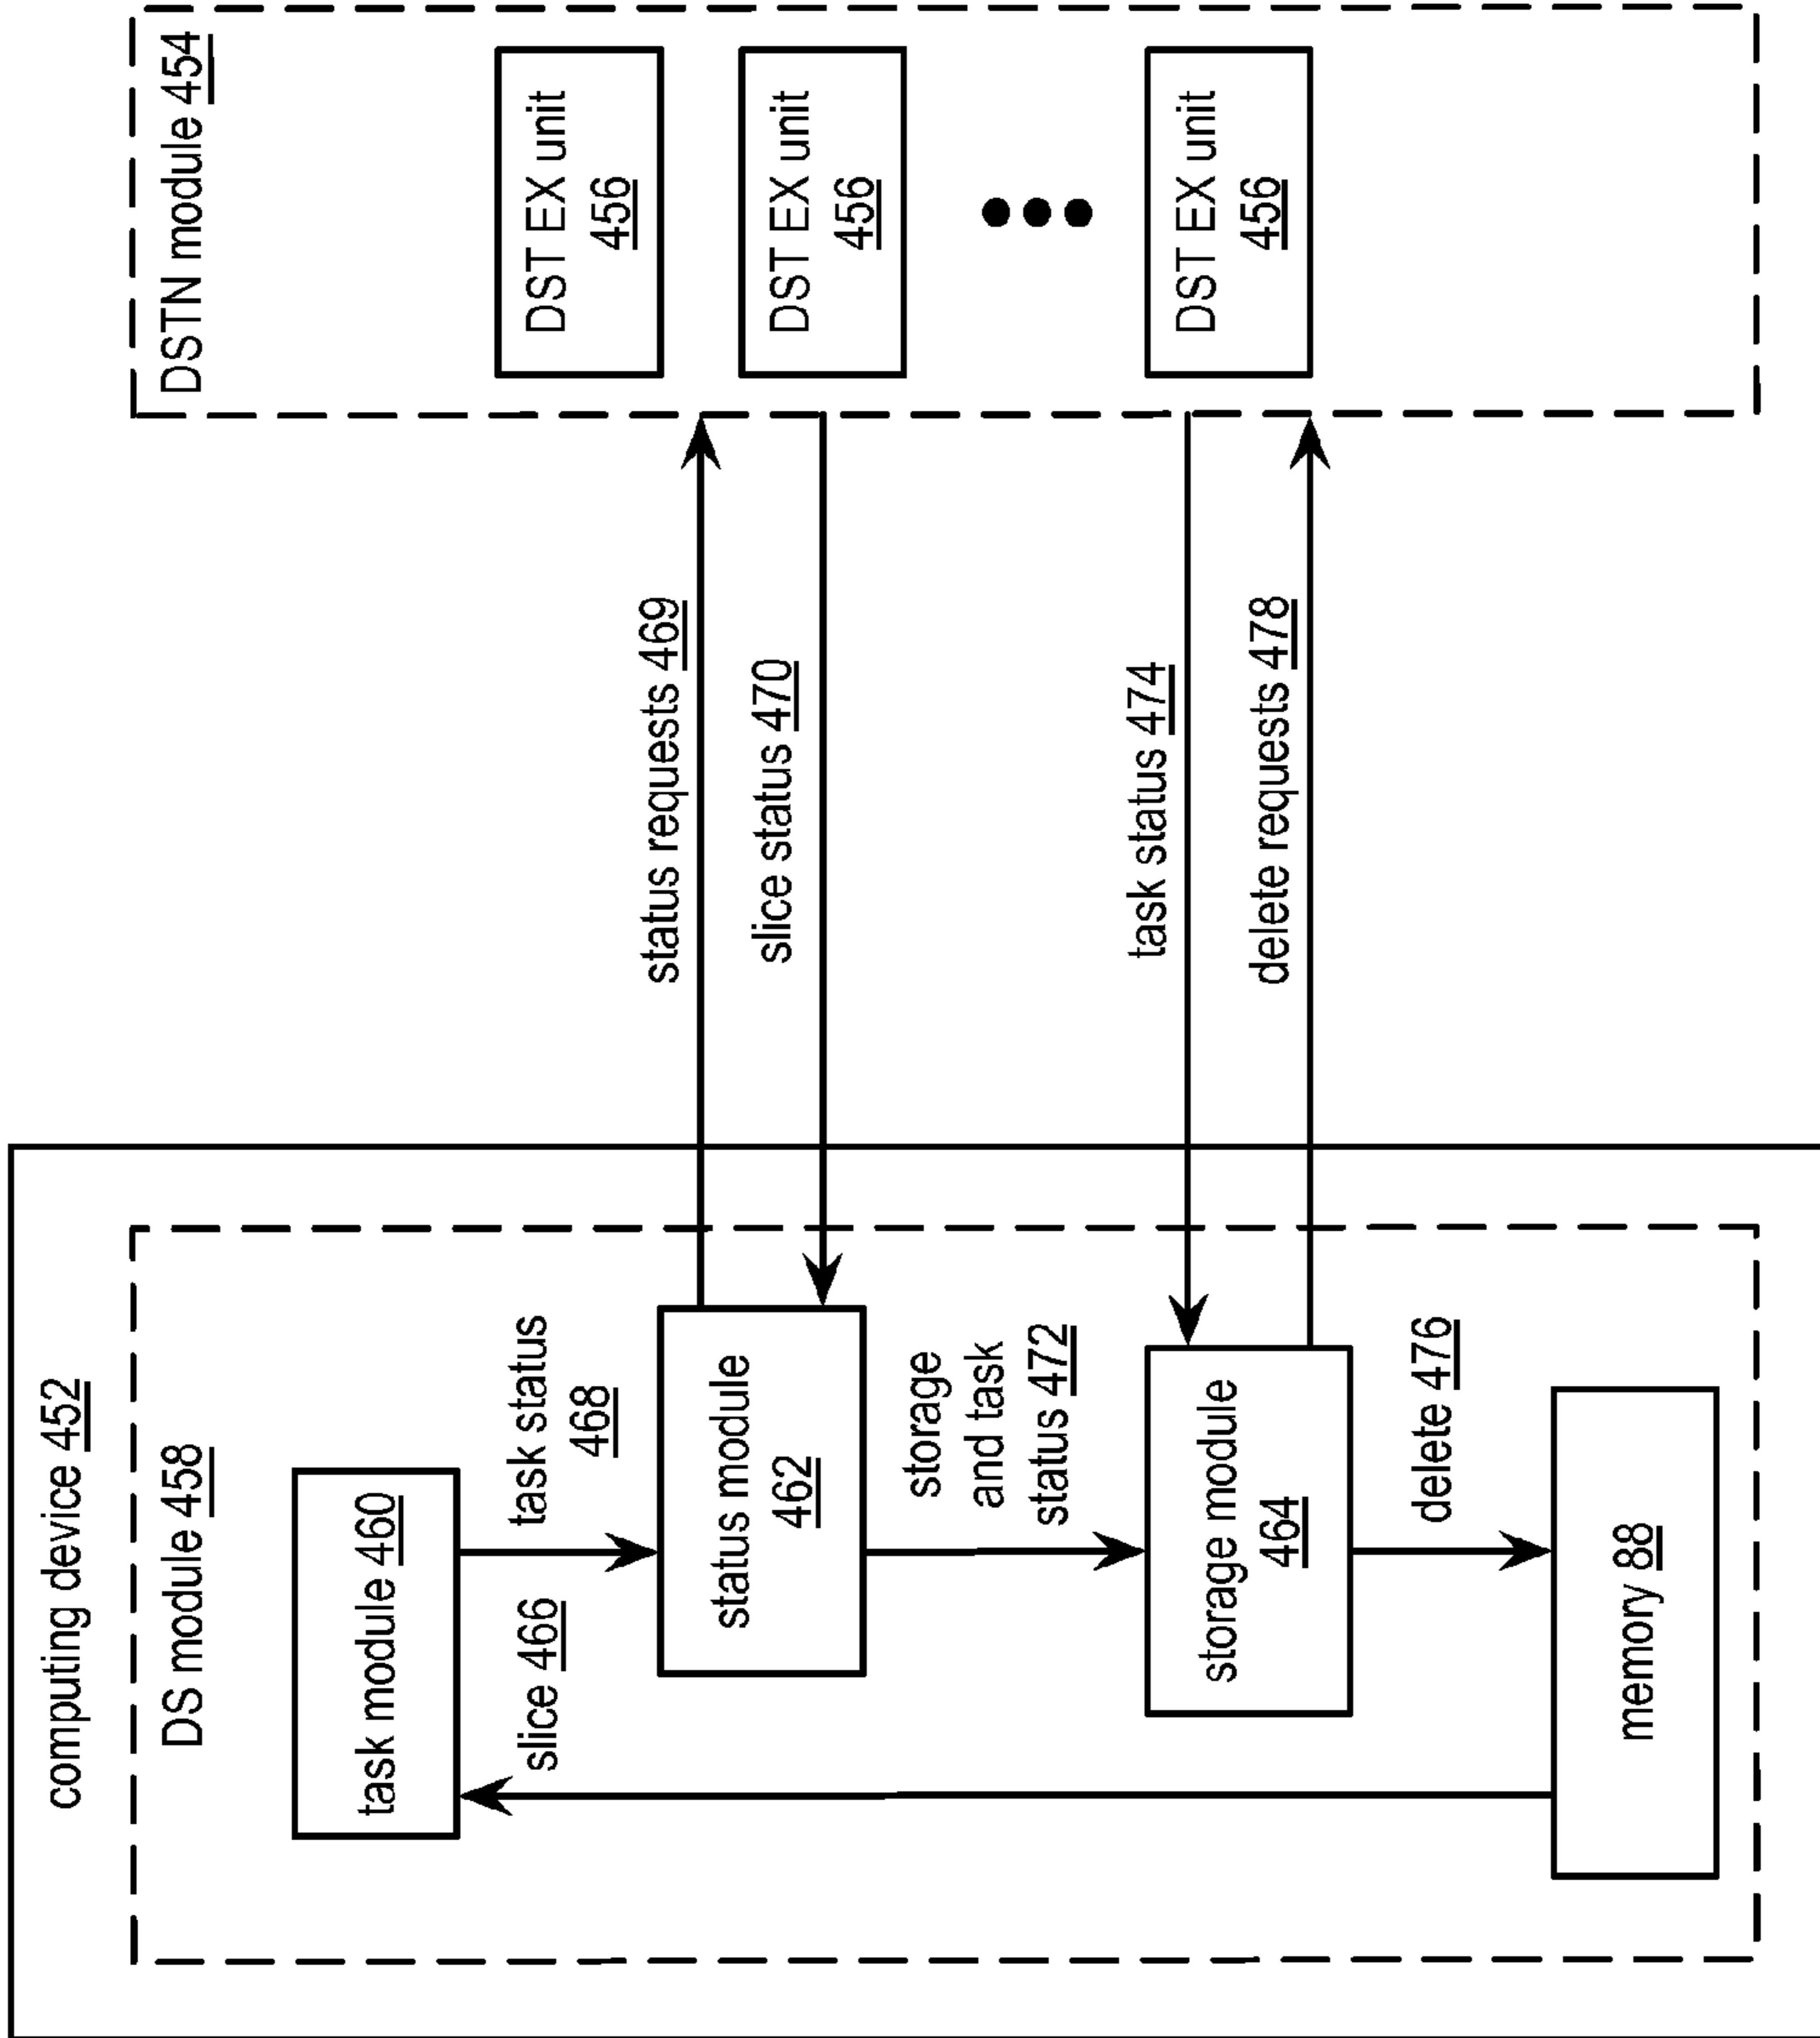 computing device 452
DS module 458
task module 460
slice 466
task status
468
status module
462
storage
and task
status 472
storage module
464
delete 476
memory 88
status requests 469
slice status 470
task status 474
delete requests 478
DSTN module 454
DST EX unit
456
DST EX unit
456
DST EX unit
456